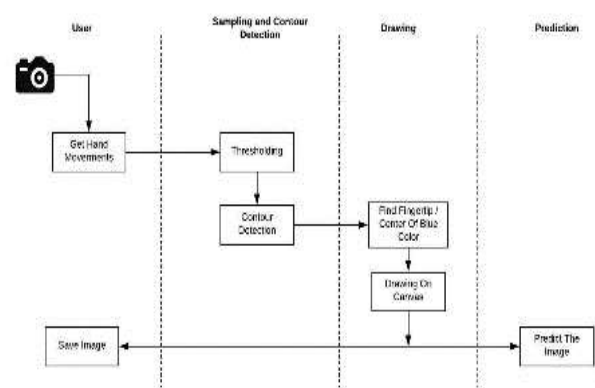 User
Sampling and Contour
Detection
Drawing
Prediction
Get Hand
Movements
Thresholding
Contour
Detection
Find Fingertip /
Center Of Blue
Color
Drawing On
Canvas
Save Image
Predict The
Image